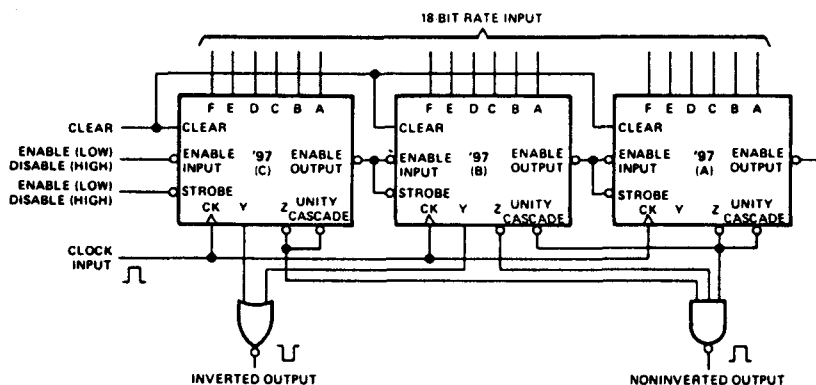 18-BIT RATE INPUT
F E D C B A
F E D C B A
F E D C B A
CLEAR
CLEAR
CLEAR
CLEAR
ENABLE (LOW)
DISABLE (HIGH)
ENABLE
INPUT
'97
(C)
ENABLE
OUTPUT
ENABLE
INPUT
'97
(B)
ENABLE
OUTPUT
ENABLE
INPUT
'97
(A)
ENABLE
OUTPUT
ENABLE (LOW)
DISABLE (HIGH)
STROBE
STROBE
STROBE
CK Y Z UNITY
CASCADE
Y Z UNITY
CASCADE
CK Y Z UNITY
CASCADE
CLOCK
INPUT
INVERTED OUTPUT
NONINVERTED OUTPUT